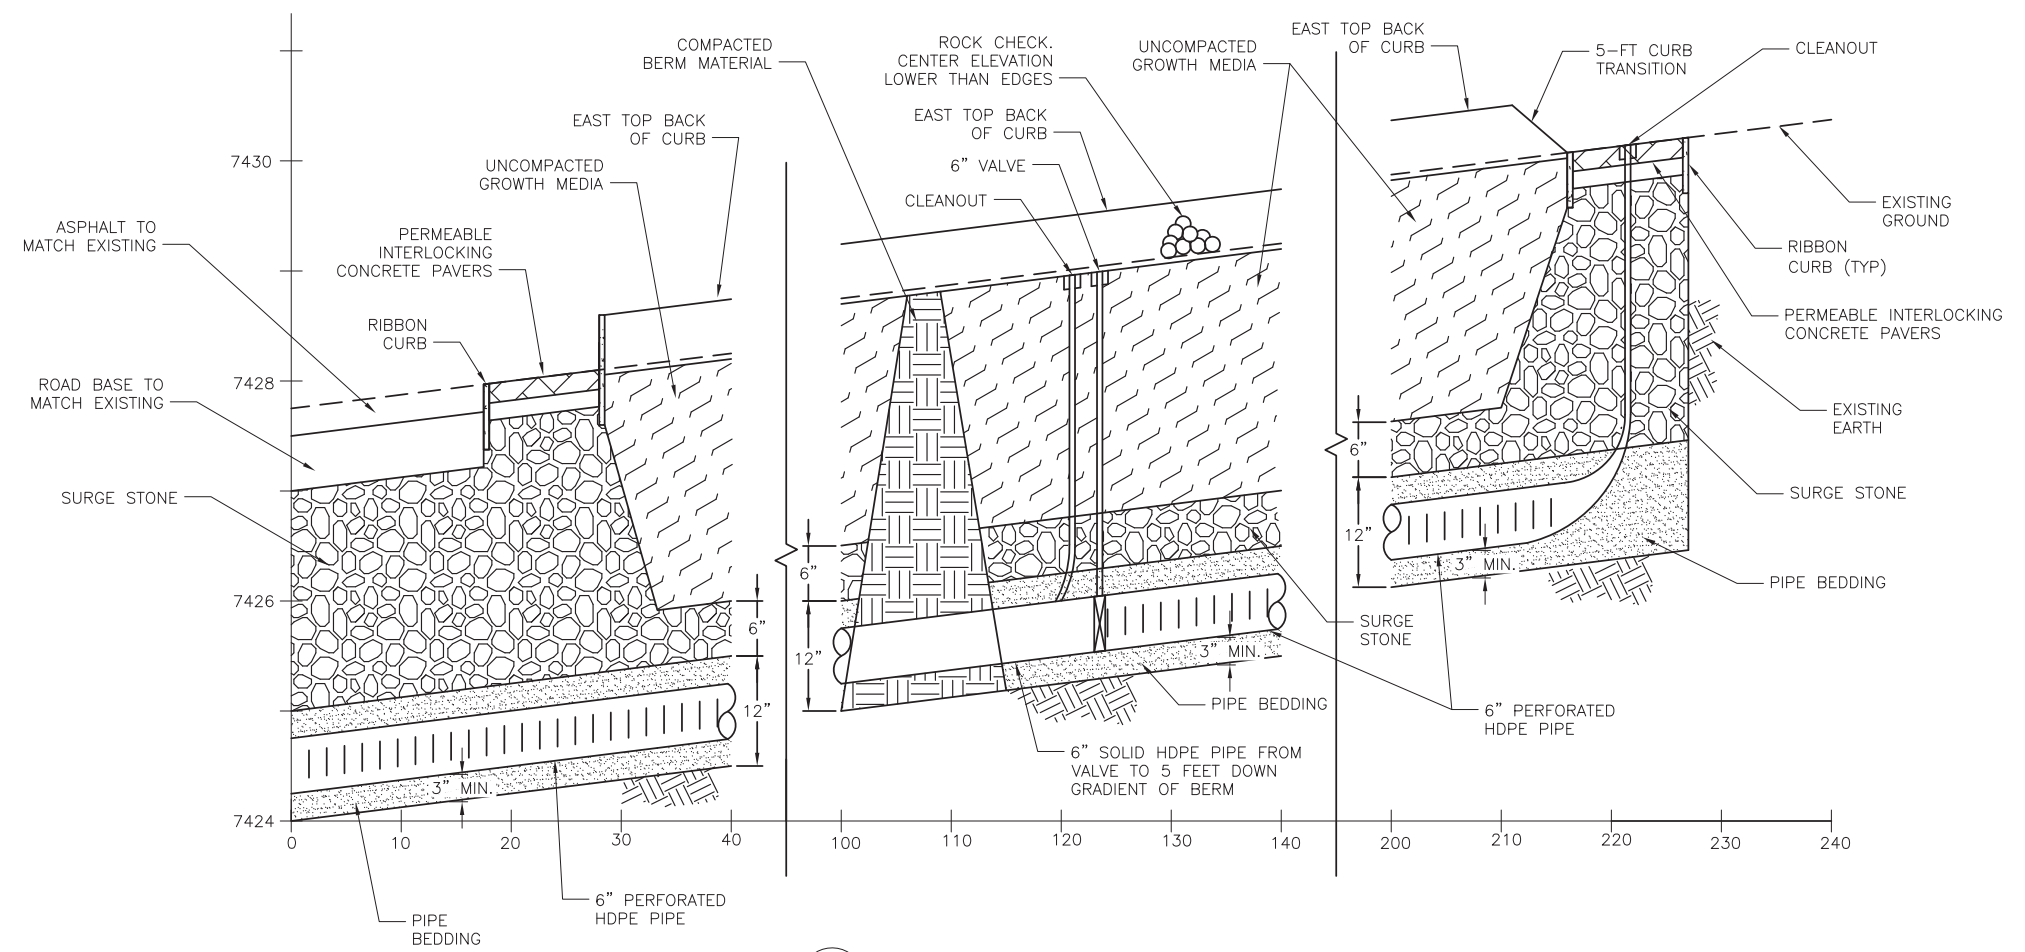 EAST TOP BACK
OF CURB
COMPACTED
BERM MATERIAL
ROCK CHECK.
CENTER ELEVATION
LOWER THAN EDGES
UNCOMPACTED
GROWTH MEDIA
5-FT CURB
TRANSITION
CLEANOUT
EAST TOP BACK
OF CURB
EAST TOP BACK
OF CURB
7430
UNCOMPACTED
GROWTH MEDIA
6" VALVE
CLEANOUT
EXISTING
GROUND
ASPHALT TO
MATCH EXISTING
PERMEABLE
INTERLOCKING
CONCRETE PAVERS
RIBBON
CURB (TYP)
RIBBON
CURB
PERMEABLE INTERLOCKING
CONCRETE PAVERS
7428
ROAD BASE TO
MATCH EXISTING
EXISTING
EARTH
6"
SURGE STONE
SURGE STONE
12"
3" MIN.
6"
PIPE BEDDING
7426
6"
SURGE
STONE
12"
3" MIN.
12"
PIPE BEDDING
6" PERFORATED
HDPE PIPE
6" SOLID HDPE PIPE FROM
VALVE TO 5 FEET DOWN
GRADIENT OF BERM
3" MIN.
7424
0
10
20
30
40
100
110
120
130
140
200
210
220
230
240
6" PERFORATED
HDPE PIPE
PIPE
BEDDING